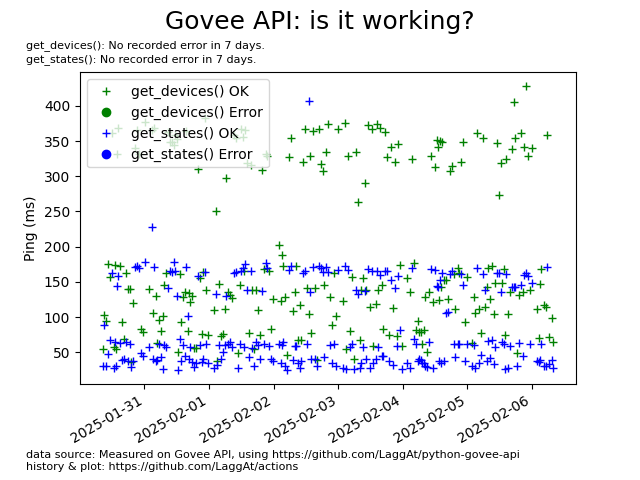 Govee API: is it working?
get_devices(): No recorded error in 7 days.
get_states(): No recorded error in 7 days.
get_devices() OK
get_devices() Error
get_states() OK
get_states() Error
Ping (ms)
400
350
300
250
200
150
100
50
2025-01-31
2025-02-01
2025-02-02
2025-02-03
2025-02-04
2025-02-05
2025-02-06
data source: Measured on Govee API, using https://github.com/LaggAt/python-govee-api
history & plot: https://github.com/LaggAt/actions